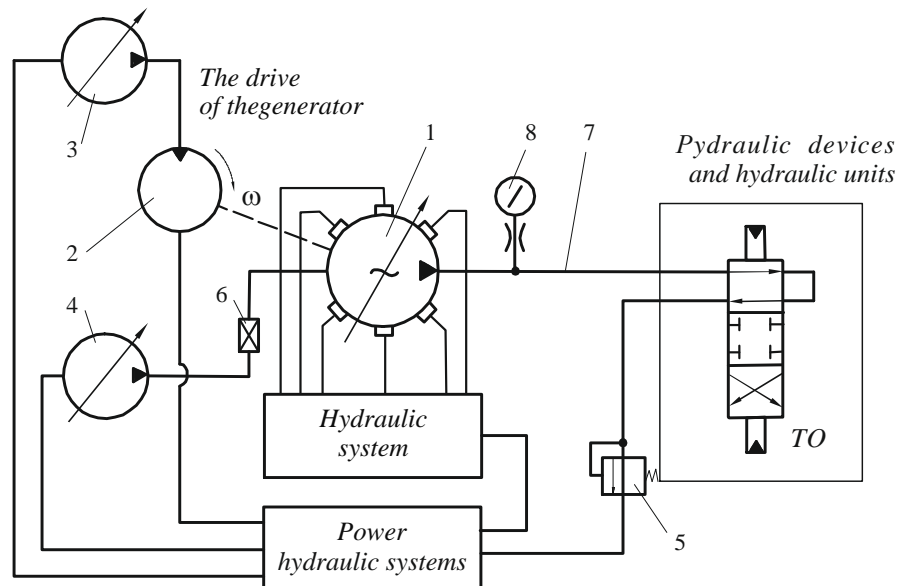 The drive
of thegenerator
3
1
8
7
Pydraulic devices
and hydraulic units
ω
2
6
4
~
Hydraulic
system
TO
5
Power
hydraulic systems